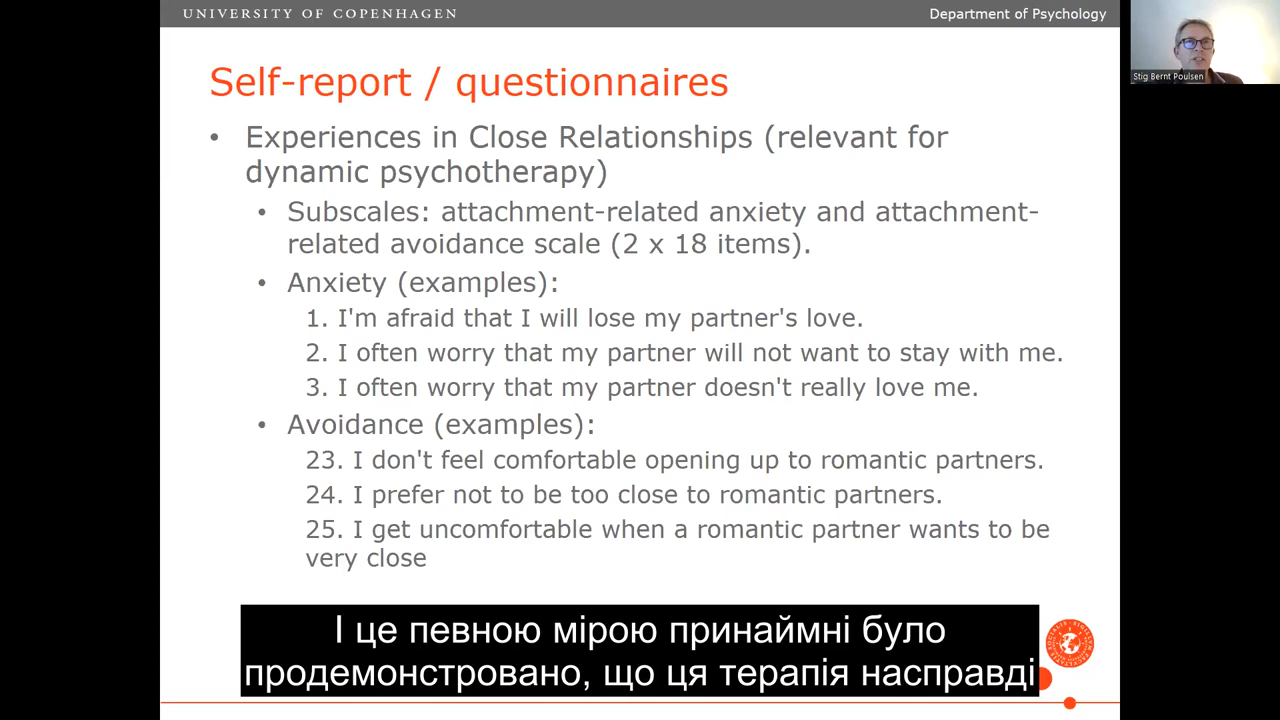 UNIVERSITY OF COPENHAGEN
Department of Psychology
Stig Bernt Poulsen
Self-report / questionnaires
• Experiences in Close Relationships (relevant for
dynamic psychotherapy)
• Subscales: attachment-related anxiety and attachment-
related avoidance scale (2 x 18 items).
• Anxiety (examples):
1. I'm afraid that I will lose my partner's love.
2. I often worry that my partner will not want to stay with me.
3. I often worry that my partner doesn't really love me.
• Avoidance (examples):
23. I don't feel comfortable opening up to romantic partners.
24. I prefer not to be too close to romantic partners.
25. I get uncomfortable when a romantic partner wants to be
very close
І це певною мірою принаймні було
продемонстровано, що ця терапія насправді